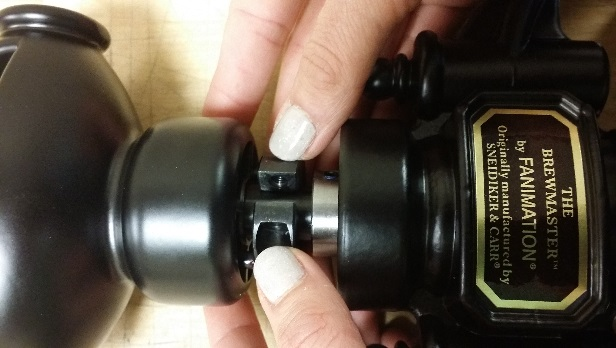 THE
BREWMASTER™
by FANIMATION®
Originally manufactured by
SNEIDIKER & CARR®